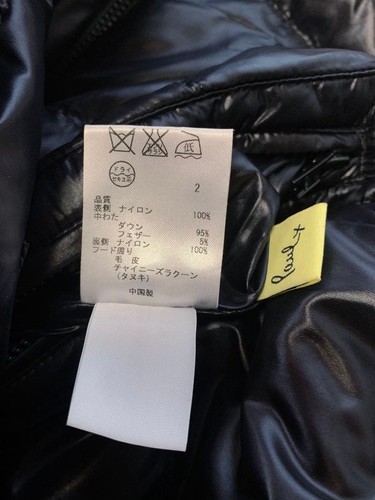 低
ドライ
セキユ系
2
品質
表側 ナイロン 100%
中わた
ダウン 95%
フェザー 5%
裏側 ナイロン 100%
フード周り
毛 皮
チャイニーズラクーン
(タヌキ)
中国製